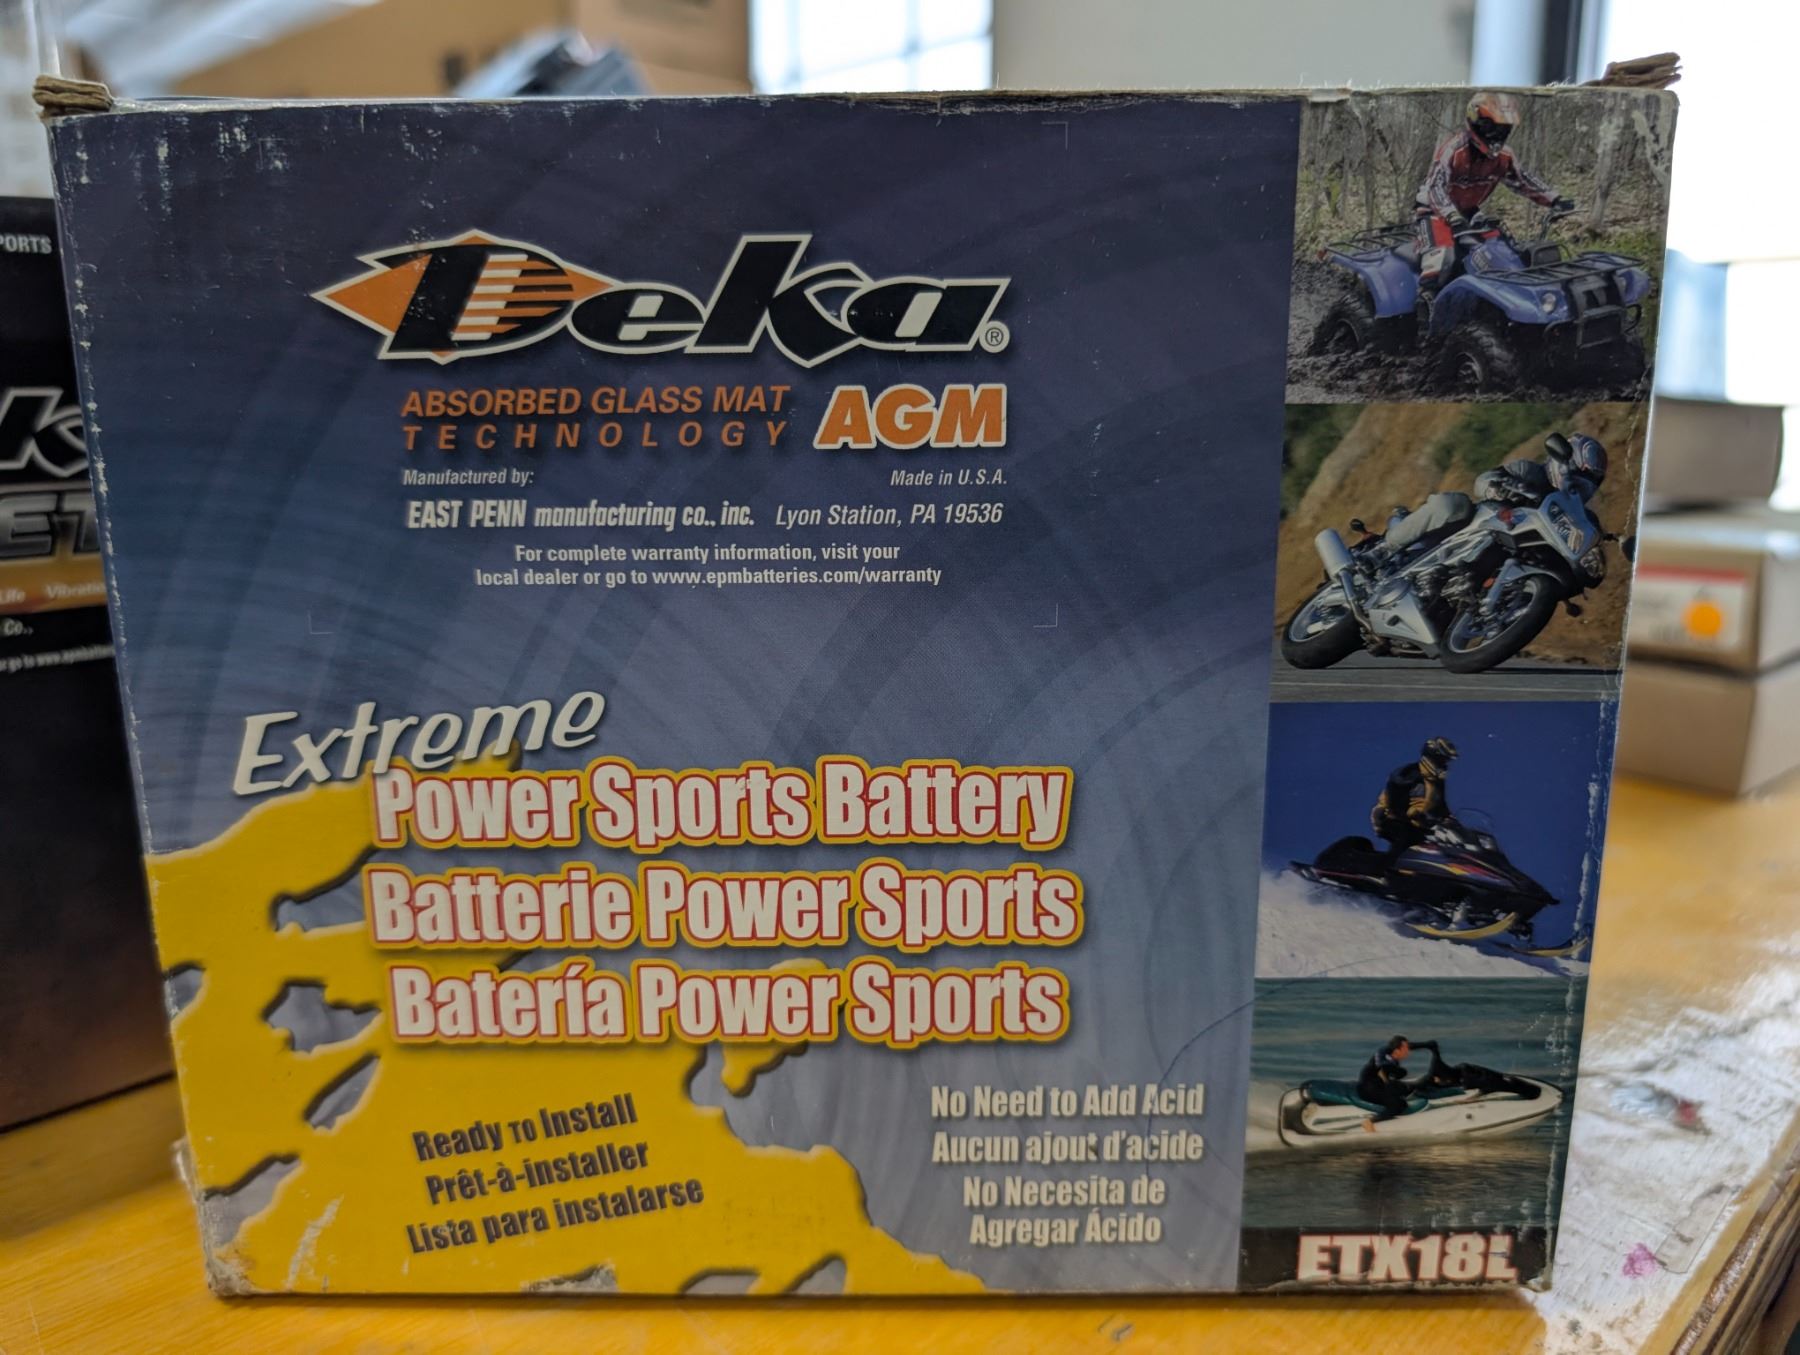 Deka®
ABSORBED GLASS MAT
TECHNOLOGY
AGM
Manufactured by:
Made in U.S.A.
EAST PENN manufacturing co., inc. Lyon Station, PA 19536
For complete warranty information, visit your
local dealer or go to www.epmbatteries.com/warranty
Extreme
Power Sports Battery
Batterie Power Sports
Batería Power Sports
Ready To Install
Prêt-à-installer
Lista para instalarse
No Need to Add Acid
Aucun ajout d'acide
No Necesita de
Agregar Ácido
ETX18L
PORTS
Life
Co.,